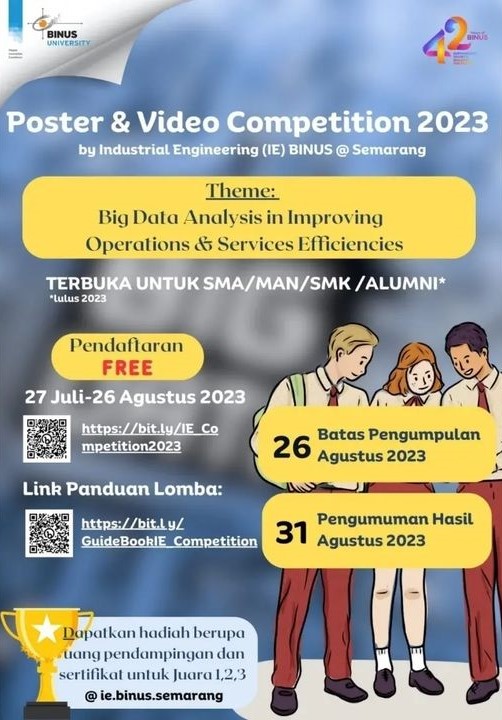 BINUS
UNIVERSITY
42
BINUS
Poster & Video Competition 2023
by Industrial Engineering (IE) BINUS @ Semarang
Theme:
Big Data Analysis in Improving
Operations & Services Efficiencies
TERBUKA UNTUK SMA/MAN/SMK /ALUMNI*
*lulus 2023
Pendaftaran
FREE
27 Juli-26 Agustus 2023
https://bit.ly/IE_Co
mpetition2023
26 Batas Pengumpulan
Agustus 2023
Link Panduan Lomba:
https://bit.l y/
GuideBookIE_Competition
31 Pengumuman Hasil
Agustus 2023
Dapatkan hadiah berupa
uang pendampingan dan
sertifikat untuk Juara 1,2,3
@ ie.binus.semarang